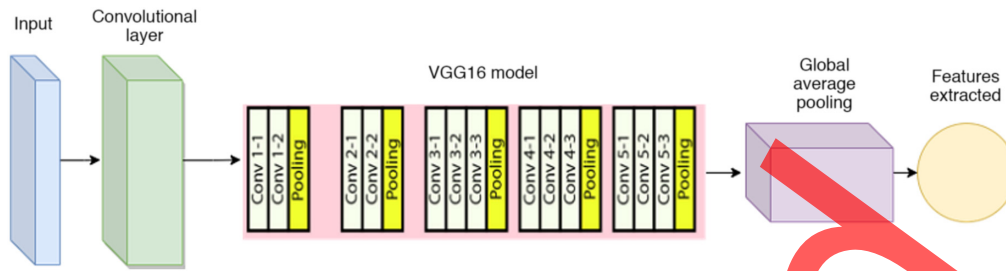 Input
Convolutional
layer
VGG16 model
Conv 1-1
Conv 1-2
Pooling
Conv 2-1
Conv 2-2
Pooling
Conv 3-1
Conv 3-2
Conv 3-3
Pooling
Conv 4-1
Conv 4-2
Conv 4-3
Pooling
Conv 5-1
Conv 5-2
Conv 5-3
Pooling
Global
average
pooling
Features
extracted